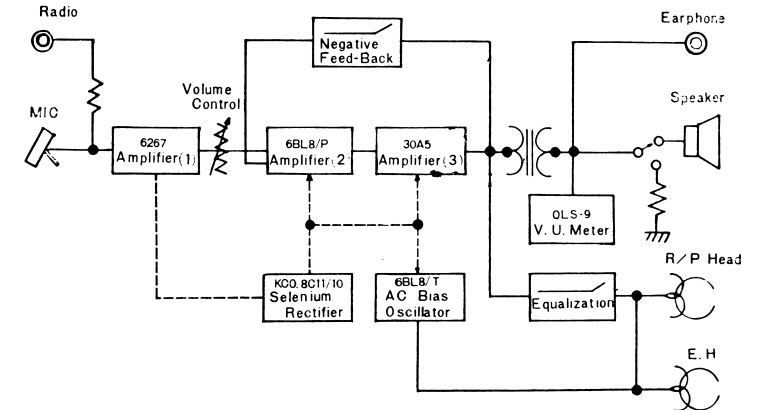 Radio
Earphone
Negative
Feed-Back
Volume
Control
Speaker
MIC
6267
Amplifier(1)
6BL8/P
Amplifier(2
30A5
Amplifier(3)
QLS-9
V. U. Meter
R/P Head
KC0.8C11/10
Selenium
Rectifier
6BL8/T
AC Bias
Oscillator
Equalization
E.H